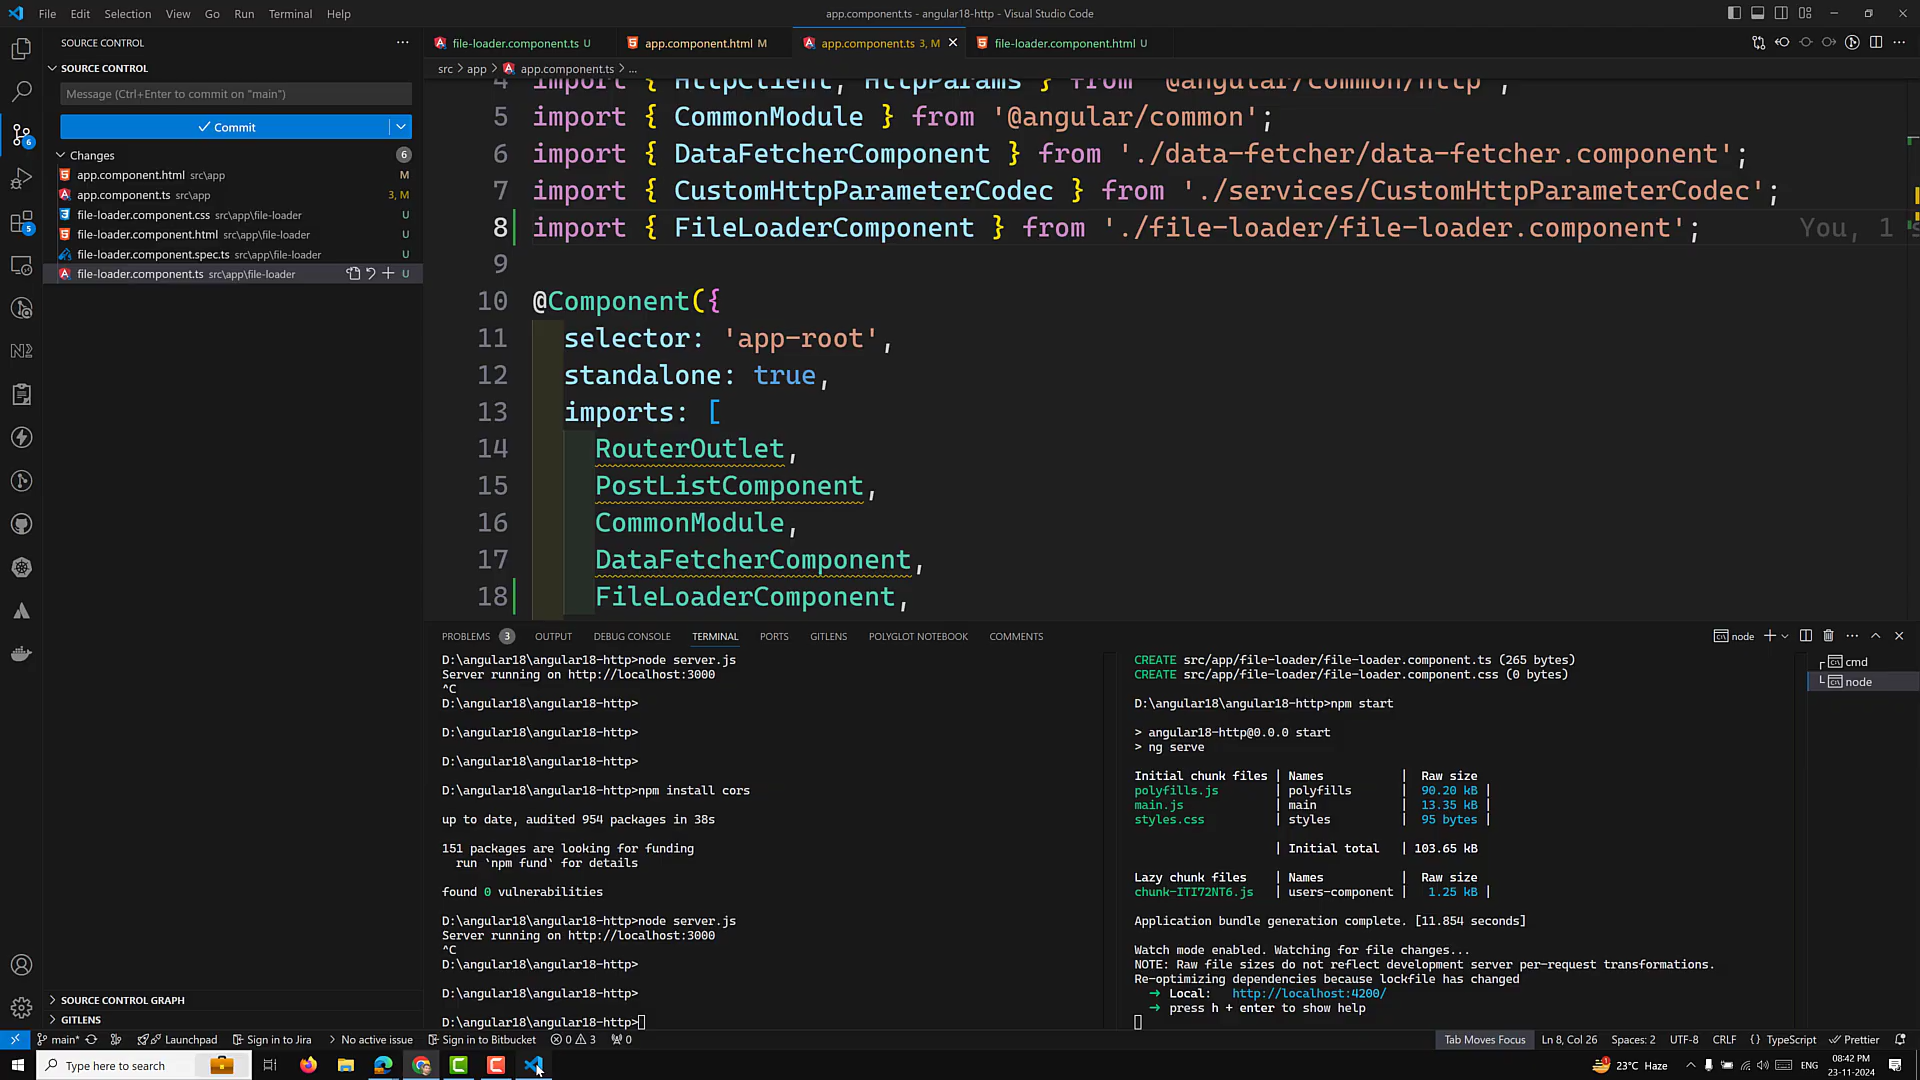 File Edit Selection View Go Run Terminal Help
app.component.ts - angular18-http - Visual Studio Code
SOURCE CONTROL
file-loader.component.ts U
app.component.html M
app.component.ts 3, M
file-loader.component.html U
SOURCE CONTROL
Message (Ctrl+Enter to commit on "main")
Commit
Changes 6
app.component.html src\app M
app.component.ts src\app 3, M
file-loader.component.css src\app\file-loader U
file-loader.component.html src\app\file-loader U
file-loader.component.spec.ts src\app\file-loader U
file-loader.component.ts src\app\file-loader U
SOURCE CONTROL GRAPH
GITLENS
src > app > app.component.ts > ...
4 import { HttpClient, HttpParams } from '@angular/common/http';
5 import { CommonModule } from '@angular/common';
6 import { DataFetcherComponent } from './data-fetcher/data-fetcher.component';
7 import { CustomHttpParameterCodec } from './services/CustomHttpParameterCodec';
8 import { FileLoaderComponent } from './file-loader/file-loader.component'; You, 1 s
9
10 @Component({
11 selector: 'app-root',
12 standalone: true,
13 imports: [
14 RouterOutlet,
15 PostListComponent,
16 CommonModule,
17 DataFetcherComponent,
18 FileLoaderComponent,
PROBLEMS 3 OUTPUT DEBUG CONSOLE TERMINAL PORTS GITLENS POLYGLOT NOTEBOOK COMMENTS
node
D:\angular18\angular18-http>node server.js
Server running on http://localhost:3000
^C
D:\angular18\angular18-http>
D:\angular18\angular18-http>
D:\angular18\angular18-http>
D:\angular18\angular18-http>npm install cors
up to date, audited 954 packages in 38s
151 packages are looking for funding
run `npm fund` for details
found 0 vulnerabilities
D:\angular18\angular18-http>node server.js
Server running on http://localhost:3000
^C
D:\angular18\angular18-http>
D:\angular18\angular18-http>
D:\angular18\angular18-http>
CREATE src/app/file-loader/file-loader.component.ts (265 bytes)
CREATE src/app/file-loader/file-loader.component.css (0 bytes)
D:\angular18\angular18-http>npm start
> angular18-http@0.0.0 start
> ng serve
Initial chunk files | Names | Raw size
polyfills.js | polyfills | 90.20 kB |
main.js | main | 13.35 kB |
styles.css | styles | 95 bytes |
| Initial total | 103.65 kB
Lazy chunk files | Names | Raw size
chunk-ITI72NT6.js | users-component | 1.25 kB |
Application bundle generation complete. [11.854 seconds]
Watch mode enabled. Watching for file changes...
NOTE: Raw file sizes do not reflect development server per-request transformations.
Re-optimizing dependencies because lockfile has changed
➜ Local: http://localhost:4200/
➜ press h + enter to show help
cmd
node
main* Launchpad Sign in to Jira No active issue Sign in to Bitbucket 0 3 0
Tab Moves Focus Ln 8, Col 26 Spaces: 2 UTF-8 CRLF {} TypeScript Prettier
Type here to search
23°C Haze
ENG
08:42 PM
23-11-2024